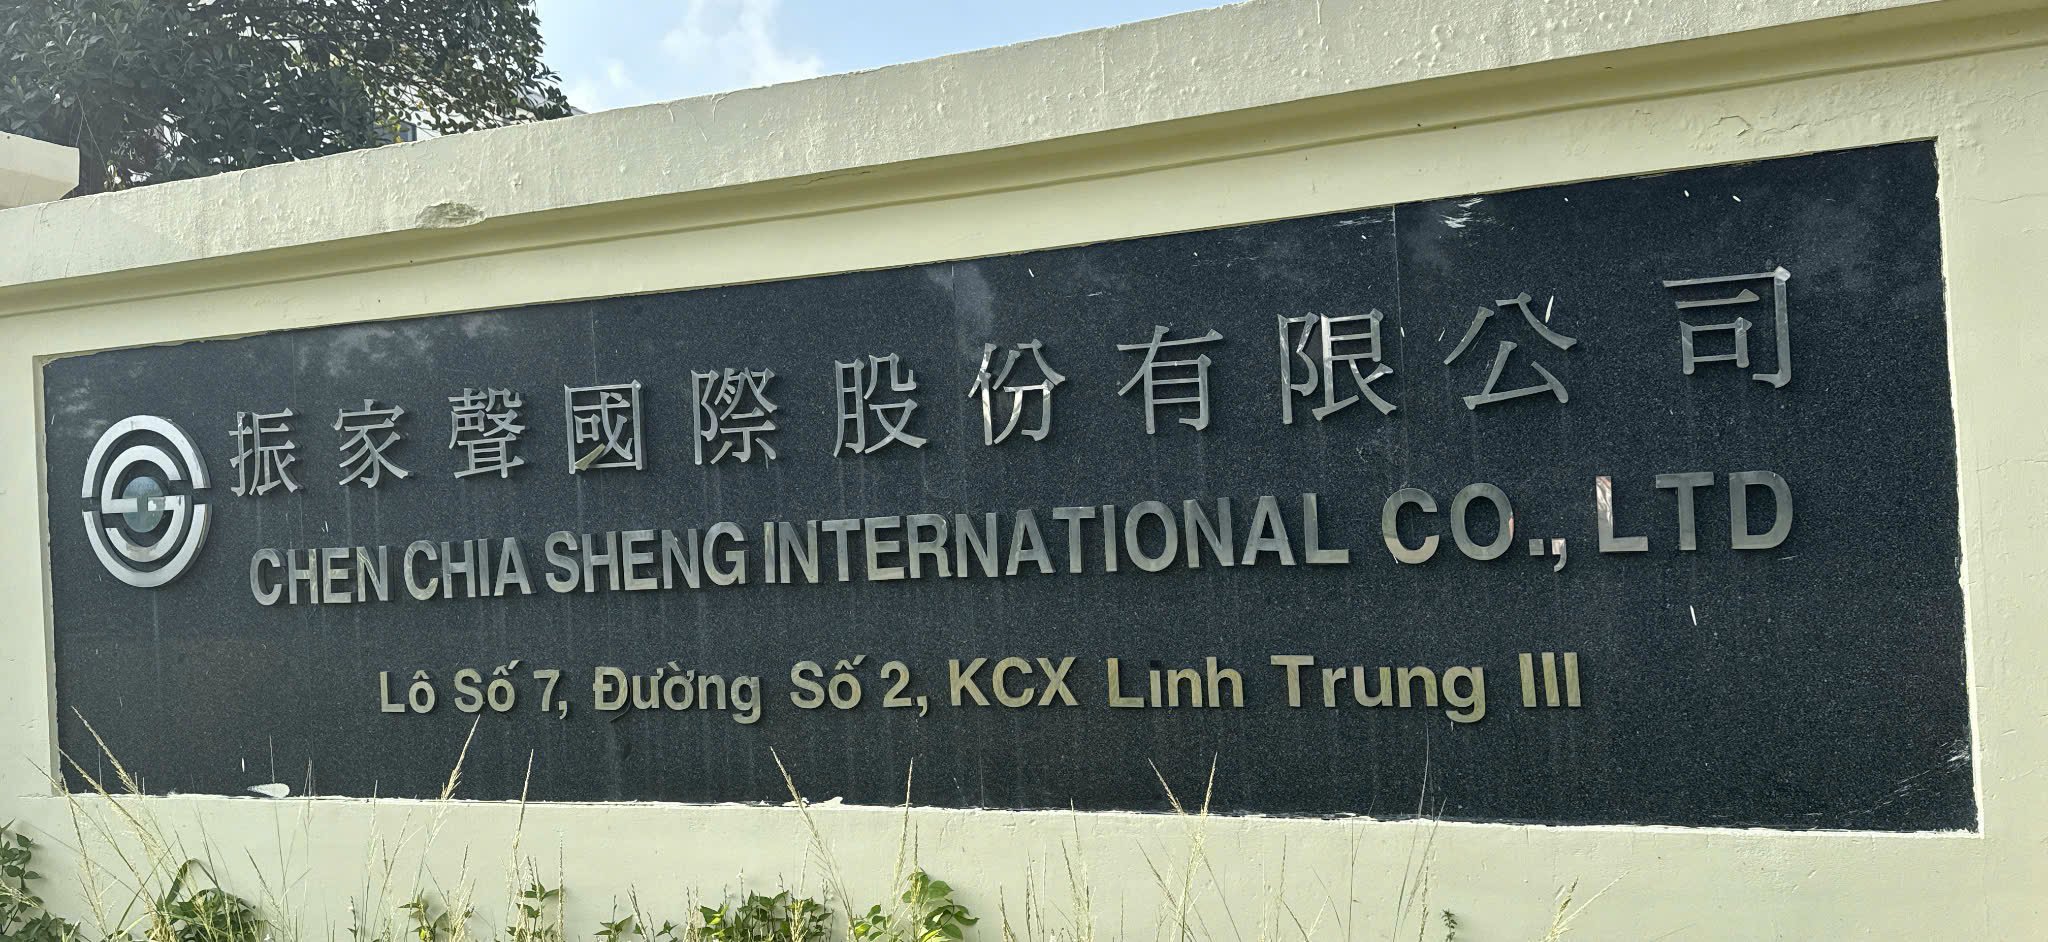 振家聲國際股份有限公司
CHEN CHIA SHENG INTERNATIONAL CO., LTD
Lô Số 7, Đường Số 2, KCX Linh Trung III